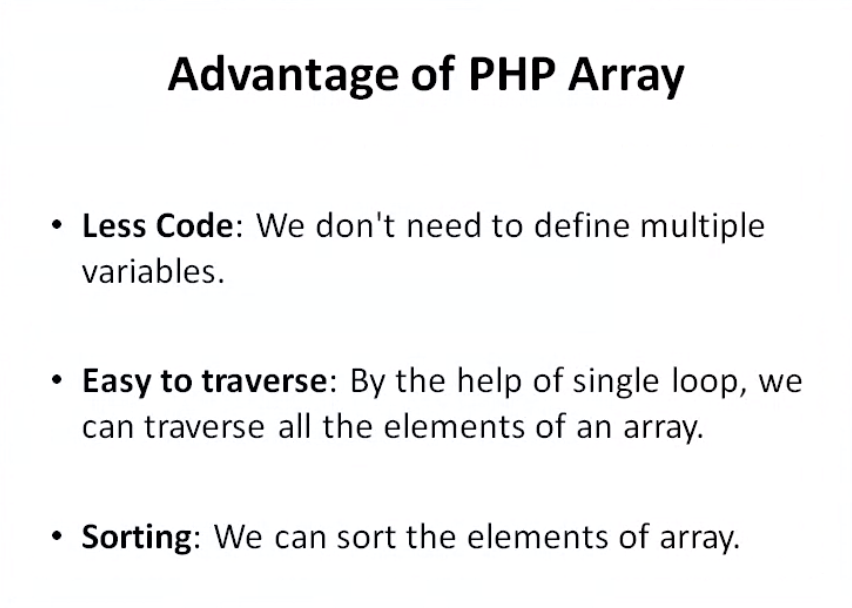 Advantage of PHP Array
• Less Code: We don't need to define multiple
variables.
• Easy to traverse: By the help of single loop, we
can traverse all the elements of an array.
• Sorting: We can sort the elements of array.